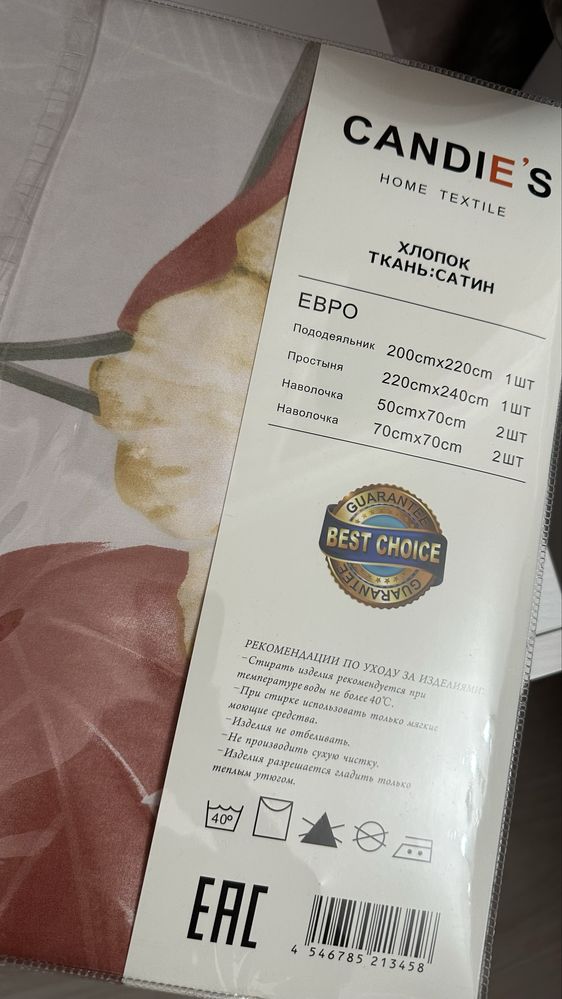 CANDIE'S
HOME TEXTILE
ХЛОПОК
ТКАНЬ:САТИН
ЕВРО
Пододеяльник 200cmx220cm 1шт
Простыня 220cmx240cm 1шт
Наволочка 50cmx70cm 2шт
Наволочка 70cmx70cm 2шт
GUARANTEE
BEST CHOICE
GUARANTEE
РЕКОМЕНДАЦИИ ПО УХОДУ ЗА ИЗДЕЛИЯМИ:
-Стирать изделия рекомендуется при
температуре воды не более 40℃.
-При стирке использовать только мягкие
моющие средства.
-Изделия не отбеливать.
-Не производить сухую чистку.
-Изделия разрешается гладить только
теплым утюгом.
40°
EAC
4 546785 213458